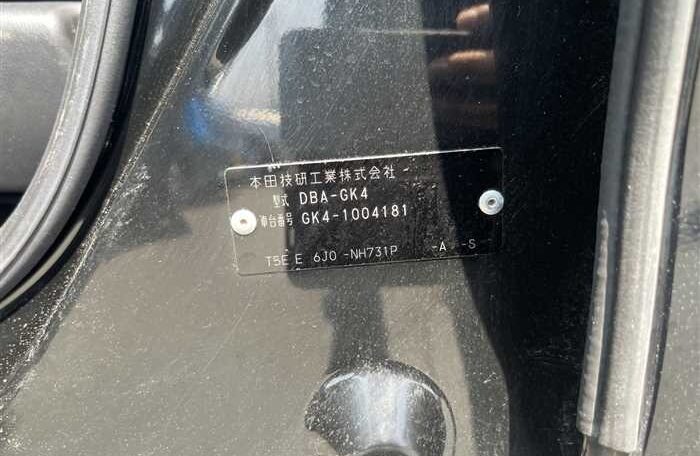 本田技研工業株式会社
型式 DBA-GK4
車台番号 GK4-1004181
T5E E 6J0 -NH731P -A -S